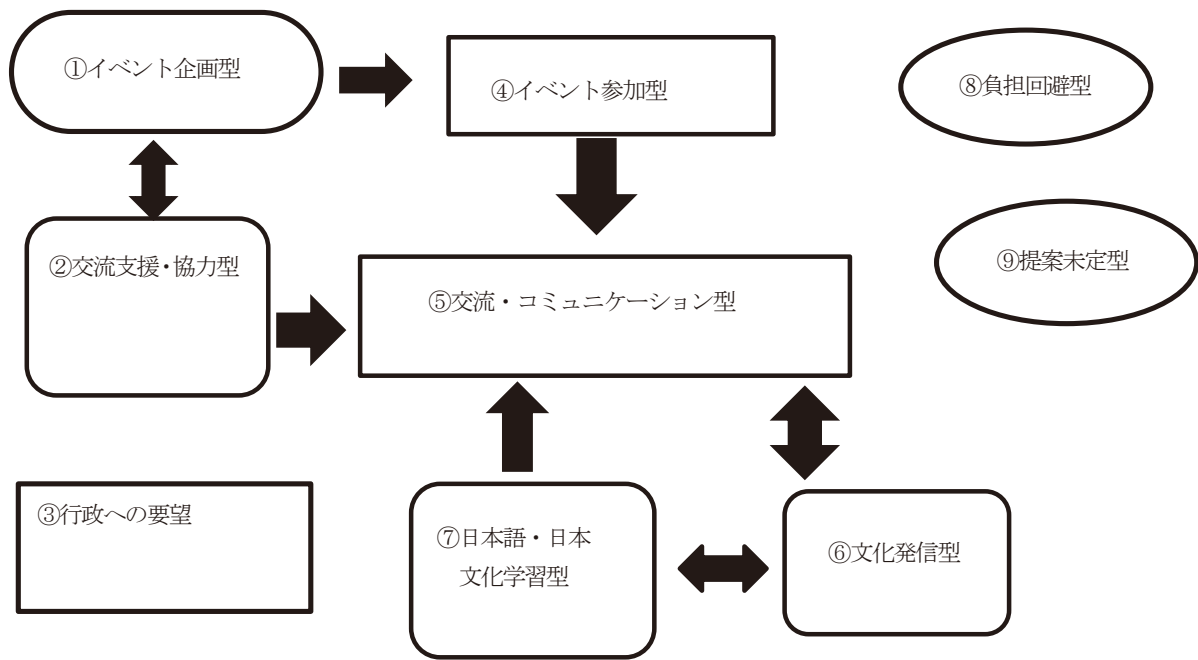 ①イベント企画型
④イベント参加型
⑧負担回避型
②交流支援・協力型
⑨提案未定型
⑤交流・コミュニケーション型
③行政への要望
⑦日本語・日本
文化学習型
⑥文化発信型